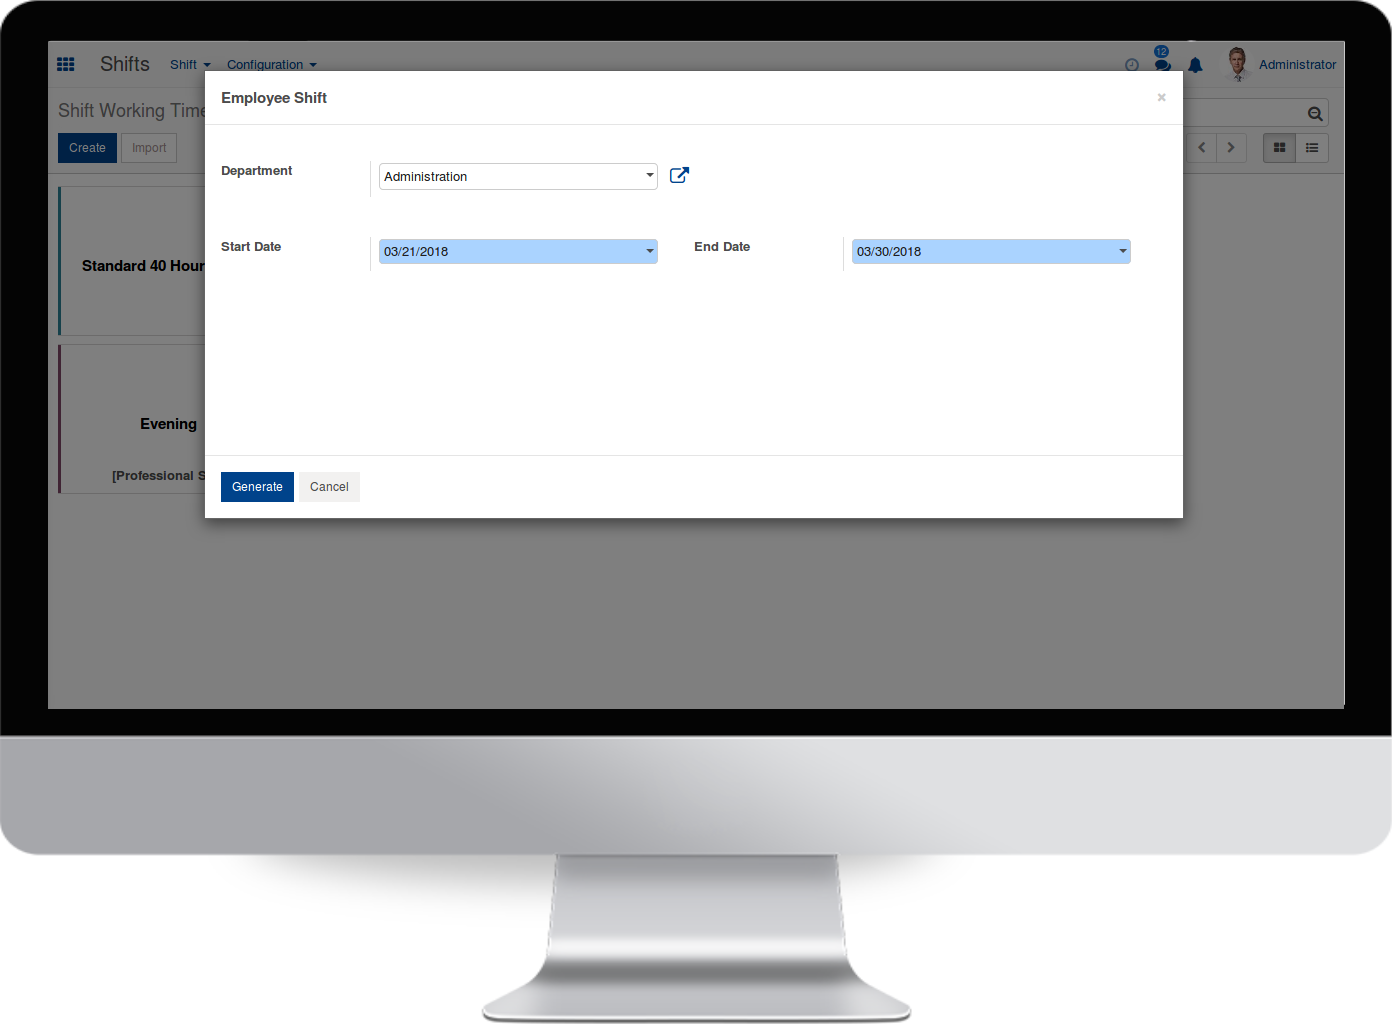 Shifts Shift Configuration 12 Administrator
Shift Working Time
Create Import
Employee Shift ×
Department Administration
Start Date 03/21/2018 End Date 03/30/2018
Standard 40 Hour
Evening
[Professional S
Generate Cancel